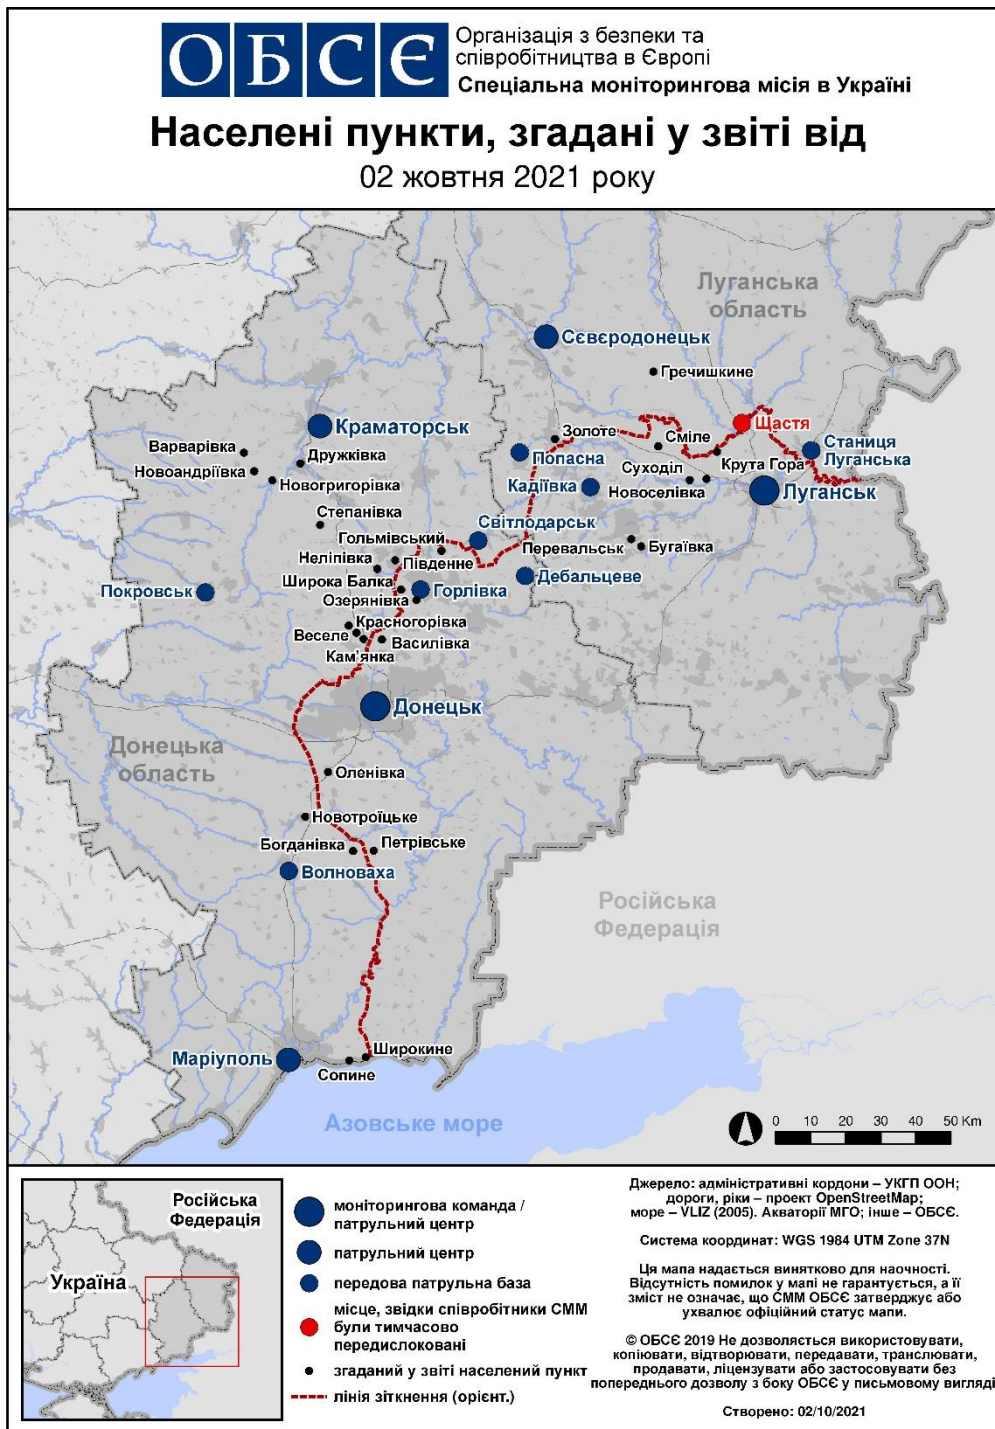 ОБСЄ
Організація з безпеки та
співробітництва в Європі
Спеціальна моніторингова місія в Україні
Населені пункти, згадані у звіті від
02 жовтня 2021 року
Луганська
область
Сєвєродонецьк
Гречишкине
Щастя
Краматорськ
Золоте
Сміле
Станиця
Луганська
Варварівка
Дружківка
Попасна
Крута Гора
Новоандріївка
Суходіл
Новогригорівка
Кадіївка
Новоселівка
Луганськ
Степанівка
Світлодарськ
Гольмівський
Перевальськ
Бугаївка
Неліпівка
Південне
Широка Балка
Дебальцеве
Покровськ
Горлівка
Озерянівка
Красногорівка
Веселе
Василівка
Кам'янка
Донецьк
Донецька
область
Оленівка
Новотроїцьке
Богданівка
Петрівське
Волноваха
Російська
Федерація
Широкине
Маріуполь
Сопине
Азовське море
0 10 20 30 40 50 Km
Російська
Федерація
Україна
моніторингова команда /
патрульний центр
патрульний центр
передова патрульна база
місце, звідки співробітники СММ
були тимчасово
передислоковані
згаданий у звіті населений пункт
лінія зіткнення (орієнт.)
Джерело: адміністративні кордони – УКГП ООН;
дороги, ріки – проект OpenStreetMap;
море – VLIZ (2005). Акваторії МГО; інше – ОБСЄ.
Система координат: WGS 1984 UTM Zone 37N
Ця мапа надається винятково для наочності.
Відсутність помилок у мапі не гарантується, а її
зміст не означає, що СММ ОБСЄ затверджує або
ухвалює офіційний статус мапи.
© ОБСЄ 2019 Не дозволяється використовувати,
копіювати, відтворювати, передавати, транслювати,
продавати, ліцензувати або застосовувати без
попереднього дозволу з боку ОБСЄ у письмовому вигляді
Створено: 02/10/2021